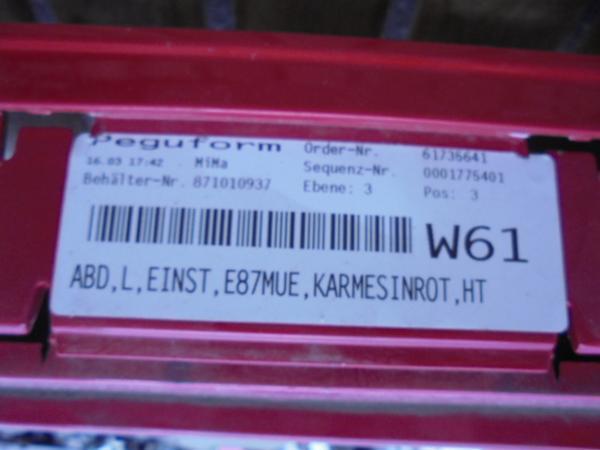 Peguform Order-Nr. 61736641
16.03 17:42 MiMa Sequenz-Nr. 0001775401
Behälter-Nr. 871010937 Ebene: 3 Pos: 3
W61
ABD,L,EINST,E87MUE,KARMESINROT,HT